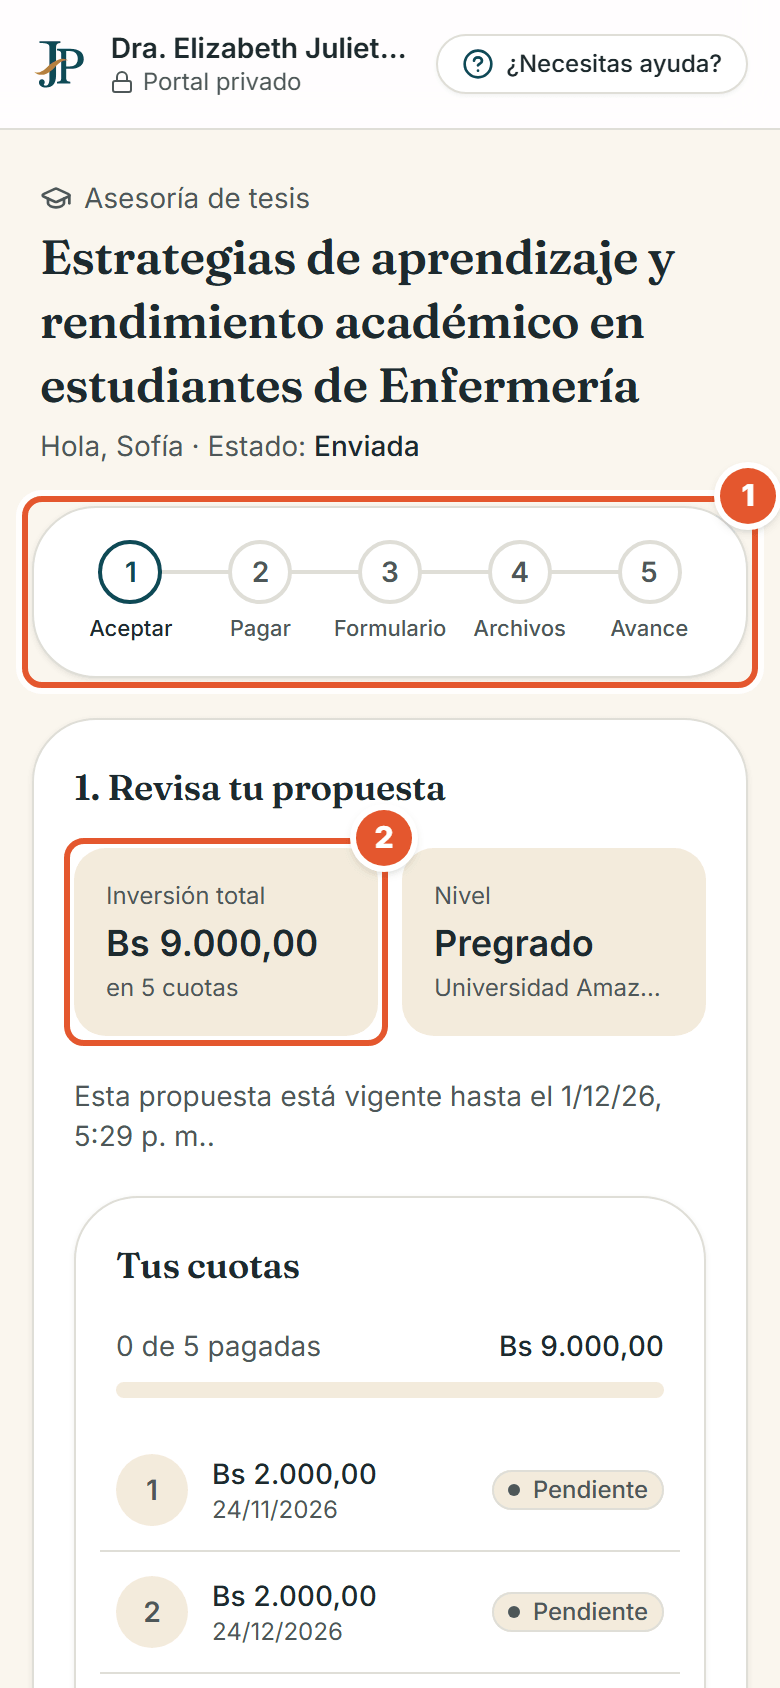 JP
Dra. Elizabeth Juliet...
Portal privado
¿Necesitas ayuda?
Asesoría de tesis
Estrategias de aprendizaje y
rendimiento académico en
estudiantes de Enfermería
Hola, Sofía · Estado: Enviada
1
1 2 3 4 5
Aceptar Pagar Formulario Archivos Avance
1. Revisa tu propuesta
2
Inversión total
Bs 9.000,00
en 5 cuotas
Nivel
Pregrado
Universidad Amaz...
Esta propuesta está vigente hasta el 1/12/26,
5:29 p. m..
Tus cuotas
0 de 5 pagadas Bs 9.000,00
1
Bs 2.000,00
24/11/2026
Pendiente
2
Bs 2.000,00
24/12/2026
Pendiente